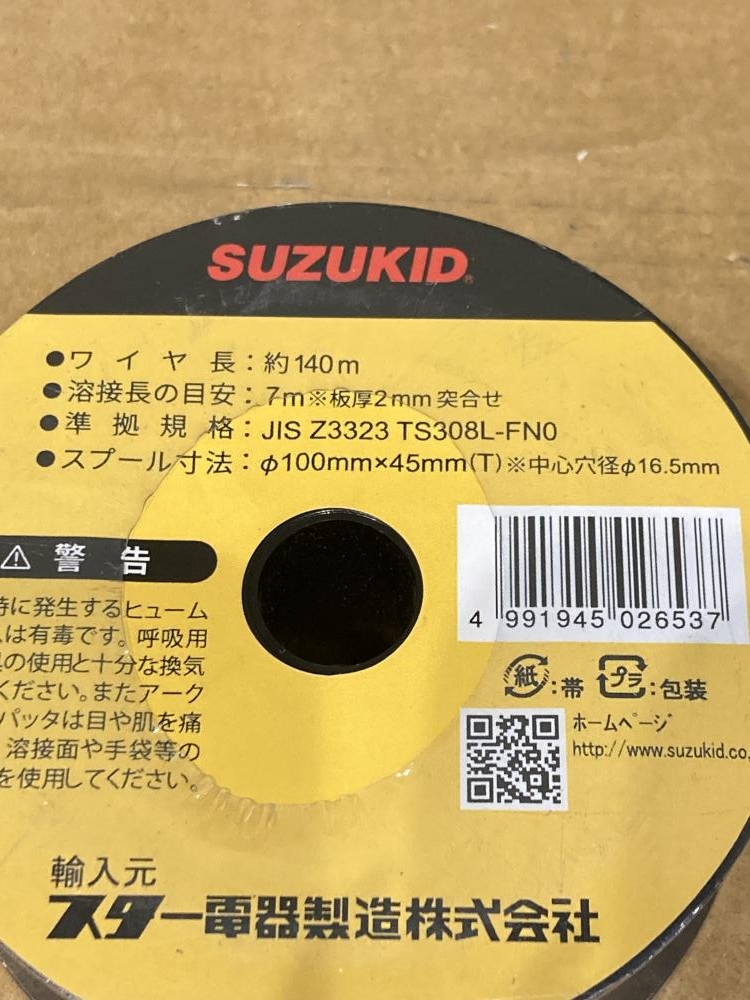 SUZUKID®
●ワイヤ長：約140m
●溶接長の目安：7m※板厚2mm 突合せ
●準拠規格：JIS Z3323 TS308L-FN0
●スプール寸法：φ100mm×45mm(T)※中心穴径φ16.5mm
⚠ 警告
時に発生するヒューム
は有毒です。呼吸用
の使用と十分な換気
ください。またアーク
パッタは目や肌を痛
溶接面や手袋等の
を使用してください。
4 991945 026537
紙：帯 プラ：包装
ホームページ
http://www.suzukid.co.
輸入元
スター電器製造株式会社